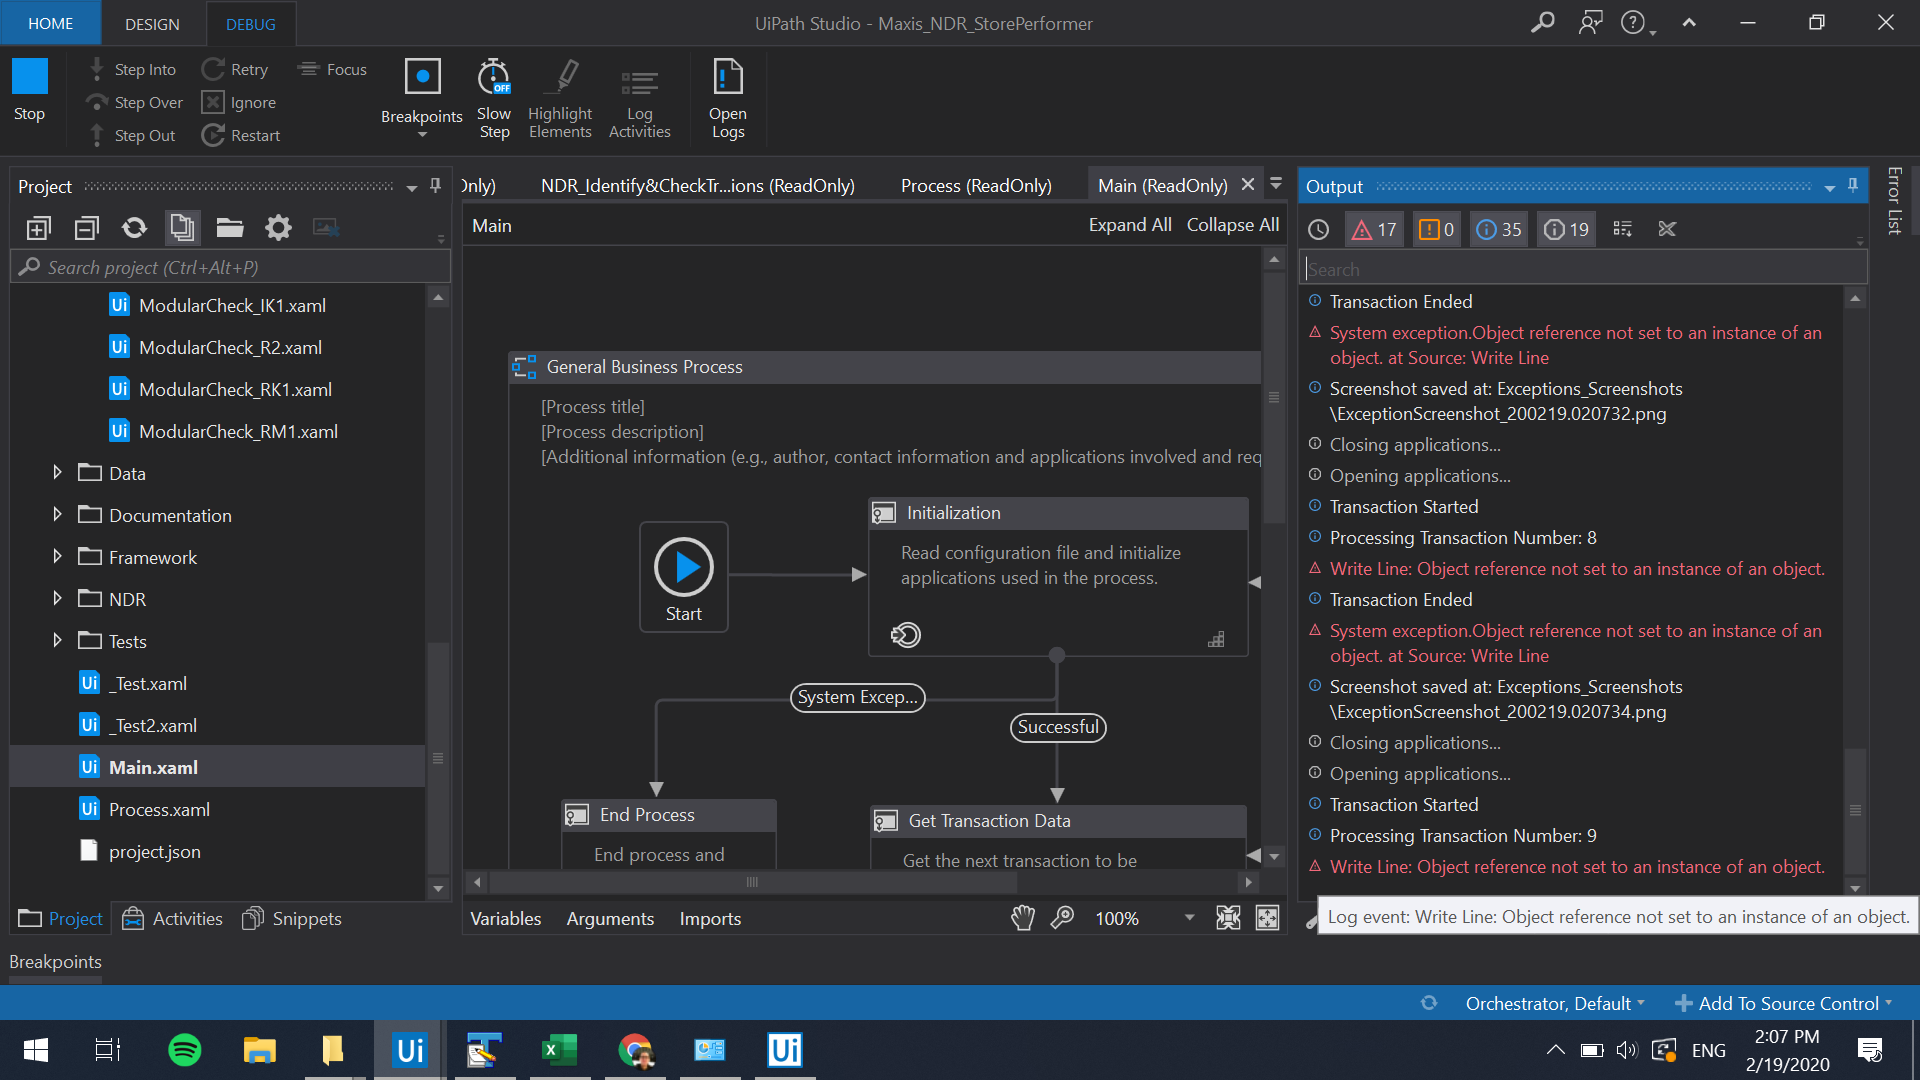 HOME
DESIGN
DEBUG
UiPath Studio - Maxis_NDR_StorePerformer
Stop
Step Into
Step Over
Step Out
Retry
Ignore
Restart
Focus
Breakpoints
OFF
Slow
Step
Highlight
Elements
Log
Activities
Open
Logs
Project
Search project (Ctrl+Alt+P)
Ui ModularCheck_IK1.xaml
Ui ModularCheck_R2.xaml
Ui ModularCheck_RK1.xaml
Ui ModularCheck_RM1.xaml
Data
Documentation
Framework
NDR
Tests
Ui _Test.xaml
Ui _Test2.xaml
Ui Main.xaml
Ui Process.xaml
project.json
Project
Activities
Snippets
Only)
NDR_Identify&CheckTr...ions (ReadOnly)
Process (ReadOnly)
Main (ReadOnly)
Main
Expand All
Collapse All
General Business Process
[Process title]
[Process description]
[Additional information (e.g., author, contact information and applications involved and req
Start
Initialization
Read configuration file and initialize
applications used in the process.
System Excep...
Successful
End Process
End process and
Get Transaction Data
Get the next transaction to be
Variables
Arguments
Imports
100%
Output
17
0
35
19
Search
Transaction Ended
System exception.Object reference not set to an instance of an
object. at Source: Write Line
Screenshot saved at: Exceptions_Screenshots
\ExceptionScreenshot_200219.020732.png
Closing applications...
Opening applications...
Transaction Started
Processing Transaction Number: 8
Write Line: Object reference not set to an instance of an object.
Transaction Ended
System exception.Object reference not set to an instance of an
object. at Source: Write Line
Screenshot saved at: Exceptions_Screenshots
\ExceptionScreenshot_200219.020734.png
Closing applications...
Opening applications...
Transaction Started
Processing Transaction Number: 9
Write Line: Object reference not set to an instance of an object.
Log event: Write Line: Object reference not set to an instance of an object.
Error List
Breakpoints
Orchestrator, Default
Add To Source Control
Ui
Ui
ENG
2:07 PM
2/19/2020